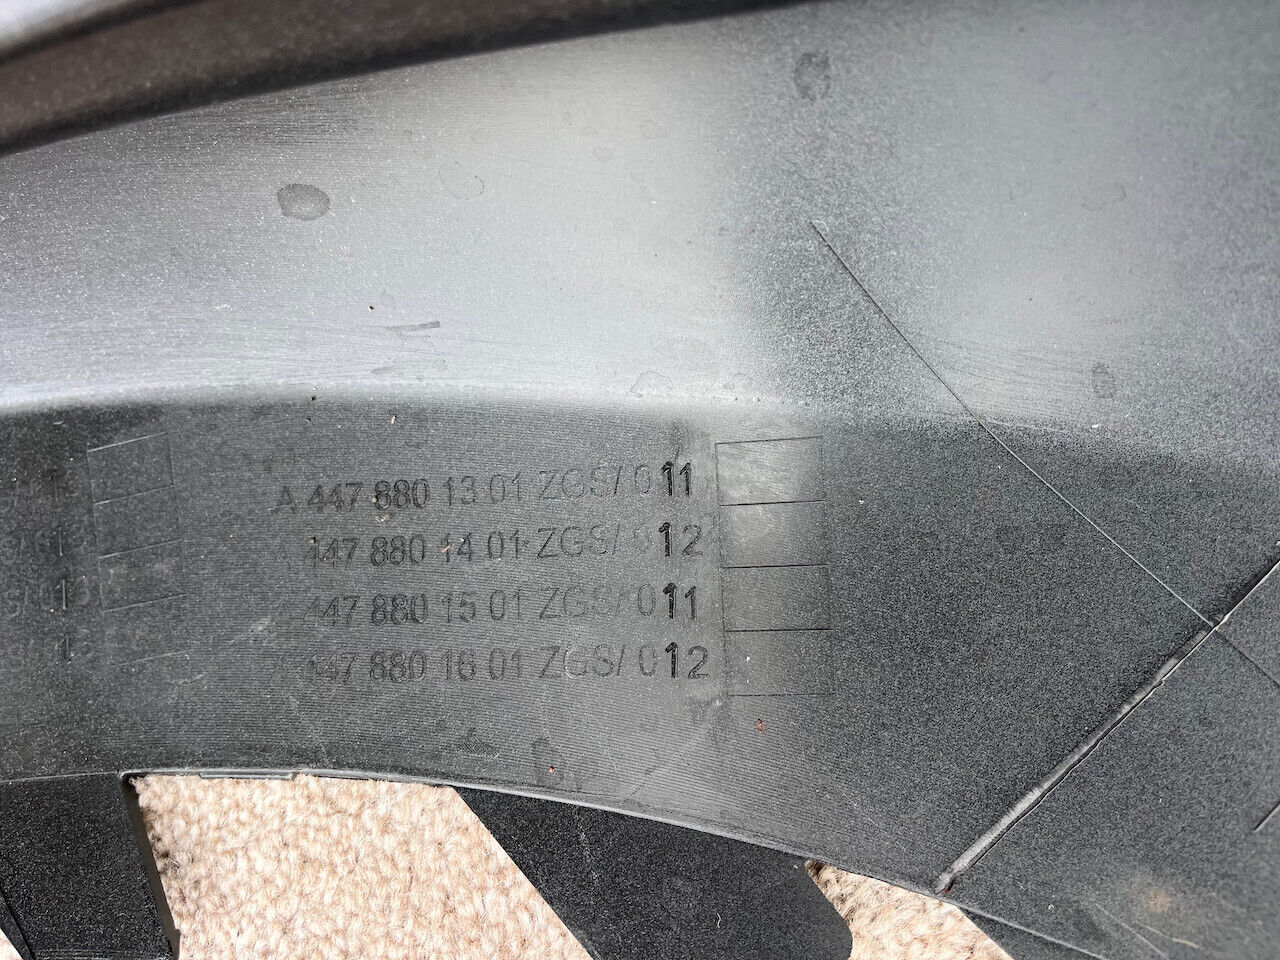 A 447 880 13 01 ZGS/ 011
447 880 14 01 ZGS/ 012
447 880 15 01 ZGS/ 011
447 880 16 01 ZGS/ 012